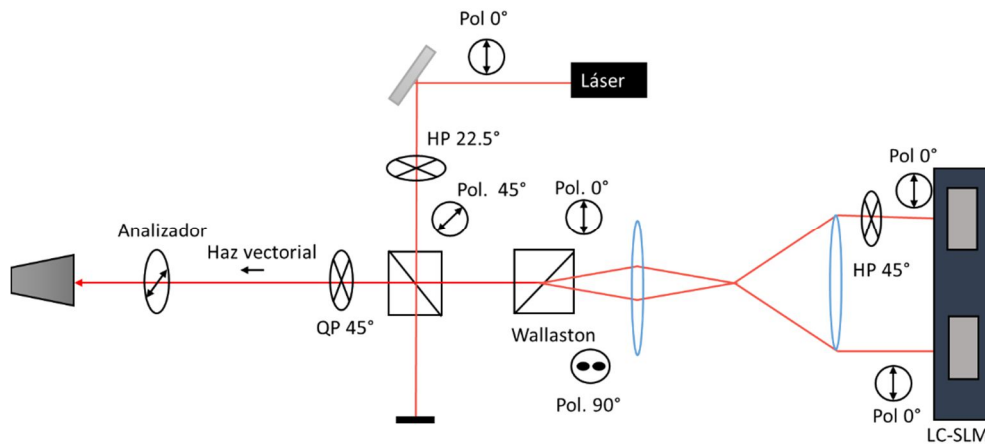 Pol 0°
Láser
HP 22.5°
Pol. 45°
Pol. 0°
Pol 0°
Analizador
Haz vectorial
HP 45°
QP 45°
Wallaston
Pol. 90°
Pol 0°
LC-SLM